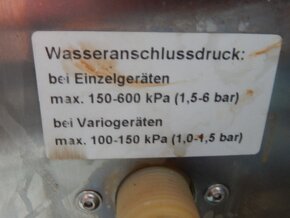 Wasseranschlussdruck:
bei Einzelgeräten
max. 150-600 kPa (1,5-6 bar)
bei Variogeräten
max. 100-150 kPa (1,0-1,5 bar)